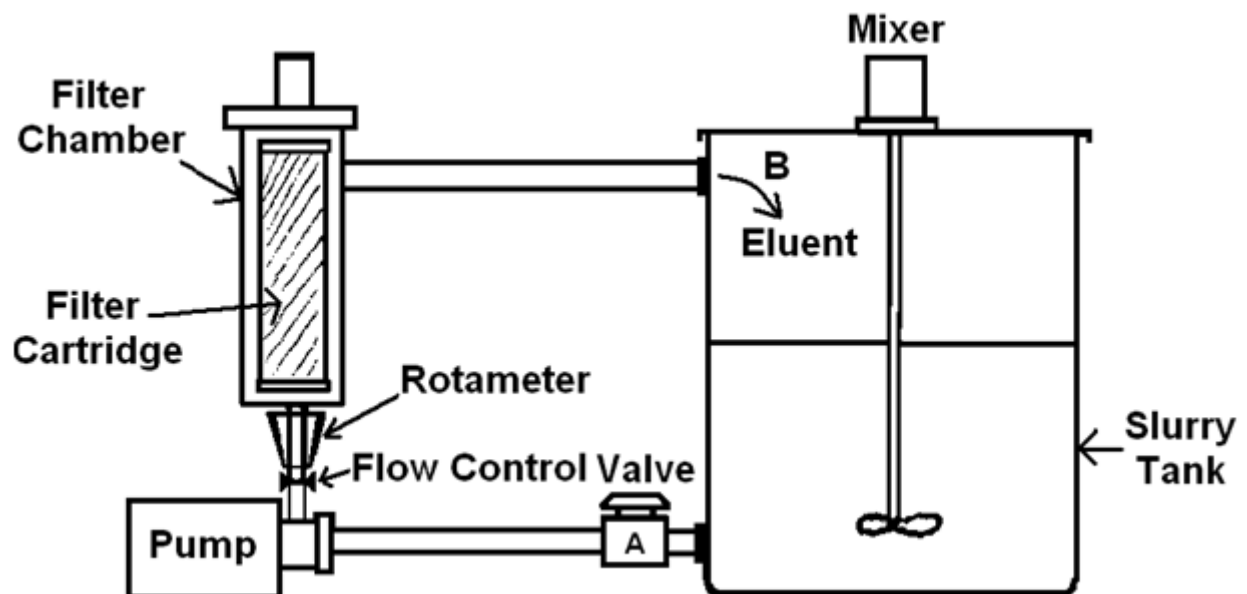 Mixer
Filter
Chamber
B
Eluent
Filter
Cartridge
Rotameter
Flow Control Valve
Slurry
Tank
Pump
A